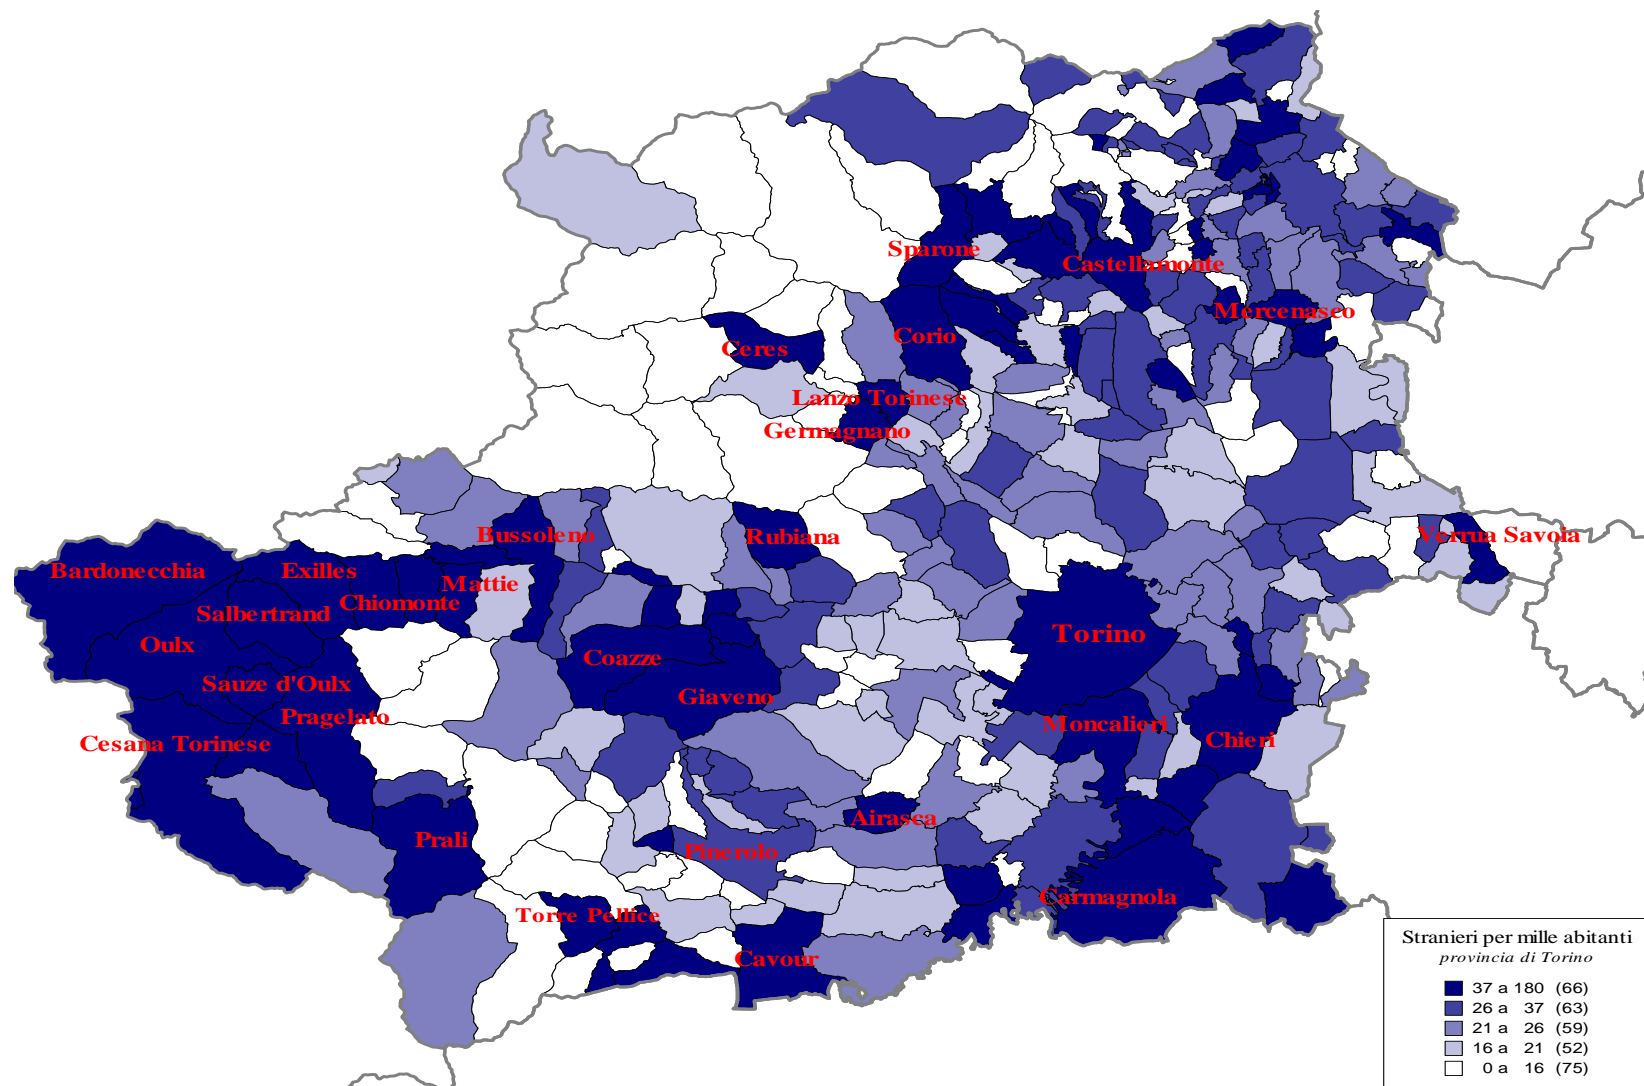 Sparone
Castellamonte
Mercenasco
Corio
Ceres
Lanzo Torinese
Germagnano
Bussoleno
Rubiana
Verrua Savoia
Bardonecchia
Exilles
Mattie
Chiomonte
Salbertrand
Torino
Oulx
Coazze
Sauze d'Oulx
Giaveno
Pragelato
Moncalieri
Cesana Torinese
Chieri
Airasca
Prali
Pinerolo
Carmagnola
Torre Pellice
Cavour
Stranieri per mille abitanti
provincia di Torino
37 a 180 (66)
26 a 37 (63)
21 a 26 (59)
16 a 21 (52)
0 a 16 (75)